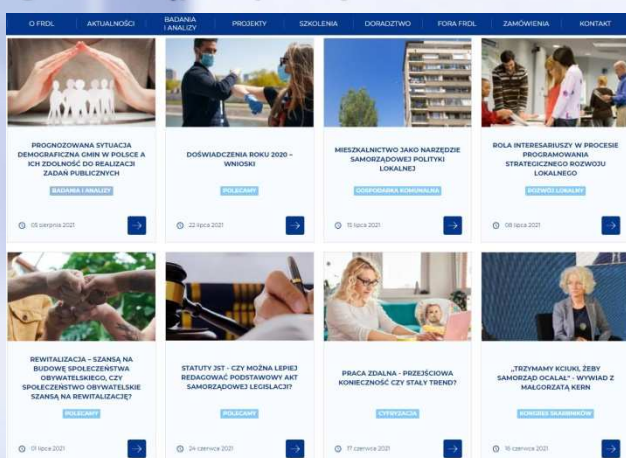 O FRDL AKTUALNOŚCI BADANIA I ANALIZY PROJEKTY SZKOLENIA DORADZTWO FORA FRDL ZAMÓWIENIA KONTAKT
PROGNOZOWANA SYTUACJA
DEMOGRAFICZNA GMIN W POLSCE A
ICH ZDOLNOŚĆ DO REALIZACJI
ZADAŃ PUBLICZNYCH
BADANIA I ANALIZY
05 sierpnia 2021
DOŚWIADCZENIA ROKU 2020 –
WNIOSKI
POLECAMY
22 lipca 2021
MIESZKALNICTWO JAKO NARZĘDZIE
SAMORZĄDOWEJ POLITYKI
LOKALNEJ
GOSPODARKA KOMUNALNA
15 lipca 2021
ROLA INTERESARIUSZY W PROCESIE
PROGRAMOWANIA
STRATEGICZNEGO ROZWOJU
LOKALNEGO
ROZWÓJ LOKALNY
08 lipca 2021
REWITALIZACJA – SZANSĄ NA
BUDOWĘ SPOŁECZEŃSTWA
OBYWATELSKIEGO, CZY
SPOŁECZEŃSTWO OBYWATELSKIE
SZANSĄ NA REWITALIZACJĘ?
POLECAMY
01 lipca 2021
STATUTY JST - CZY MOŻNA LEPIEJ
REDAGOWAĆ PODSTAWOWY AKT
SAMORZĄDOWEJ LEGISLACJI?
POLECAMY
24 czerwca 2021
PRACA ZDALNA - PRZEJŚCIOWA
KONIECZNOŚĆ CZY STAŁY TREND?
CYFRYZACJA
17 czerwca 2021
„TRZYMAMY KCIUKI, ŻEBY
SAMORZĄD OCALAŁ" - WYWIAD Z
MAŁGORZATĄ KERN
KONGRES SKARBNIKÓW
16 czerwca 2021